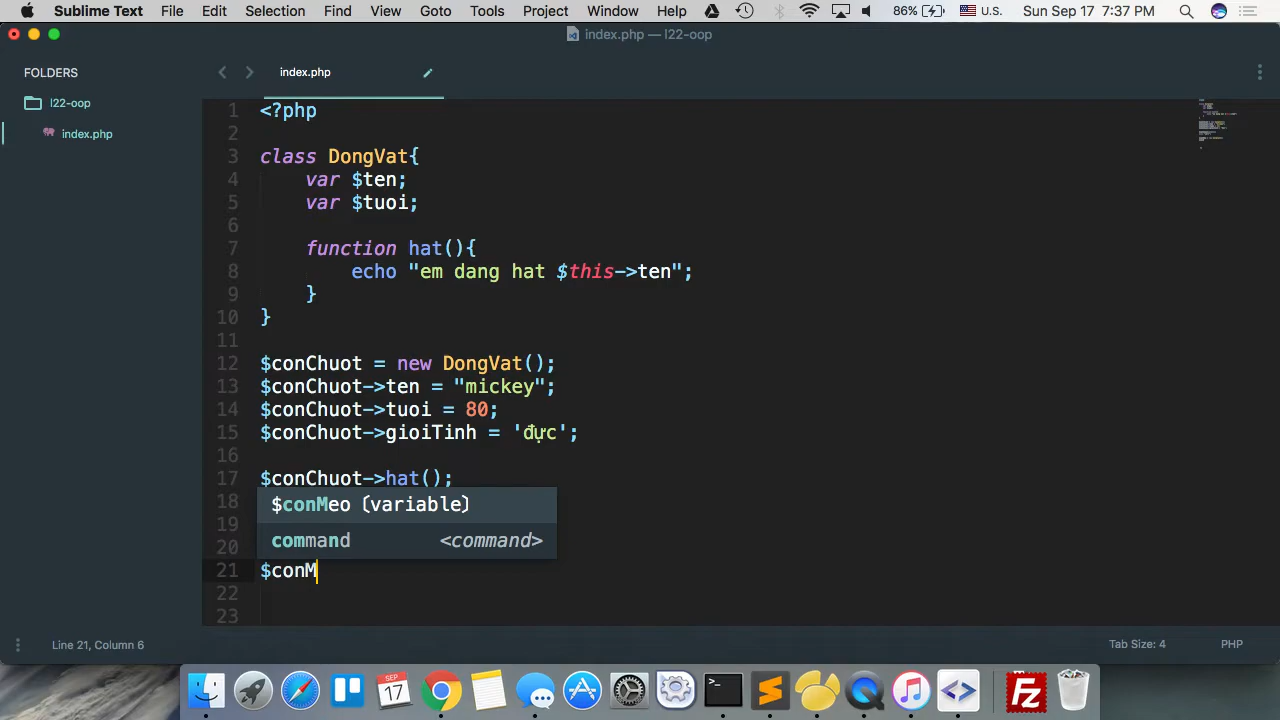 Sublime Text File Edit Selection Find View Goto Tools Project Window Help 86% U.S. Sun Sep 17 7:37 PM
index.php — l22-oop
FOLDERS
l22-oop
index.php
index.php
1 <?php
2
3 class DongVat{
4 var $ten;
5 var $tuoi;
6
7 function hat(){
8 echo "em dang hat $this->ten";
9 }
10 }
11
12 $conChuot = new DongVat();
13 $conChuot->ten = "mickey";
14 $conChuot->tuoi = 80;
15 $conChuot->gioiTinh = 'đực';
16
17 $conChuot->hat();
18 $conMeo (variable)
19
20 command <command>
21 $conM
22
23
Line 21, Column 6 Tab Size: 4 PHP
SEP
17